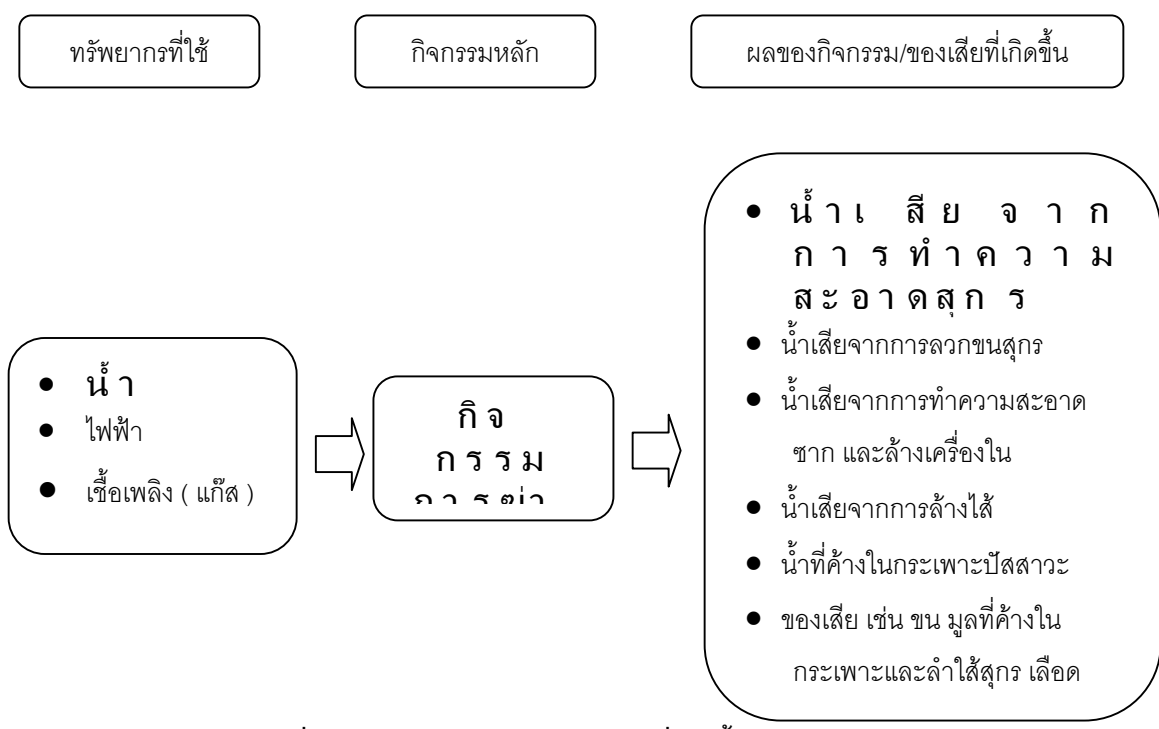 ทรัพยากรที่ใช้
กิจกรรมหลัก
ผลของกิจกรรม/ของเสียที่เกิดขึ้น
● น้ำ
● ไฟฟ้า
● เชื้อเพลิง ( แก๊ส )
กิจ
กรรม
การฆ่า
● น้ำเสียจาก
การทำความ
สะอาดสุกร
● น้ำเสียจากการลวกขนสุกร
● น้ำเสียจากการทำความสะอาด
ซาก และล้างเครื่องใน
● น้ำเสียจากการล้างไส้
● น้ำที่ค้างในกระเพาะปัสสาวะ
● ของเสีย เช่น ขน มูลที่ค้างใน
กระเพาะและลำใส้สุกร เลือด